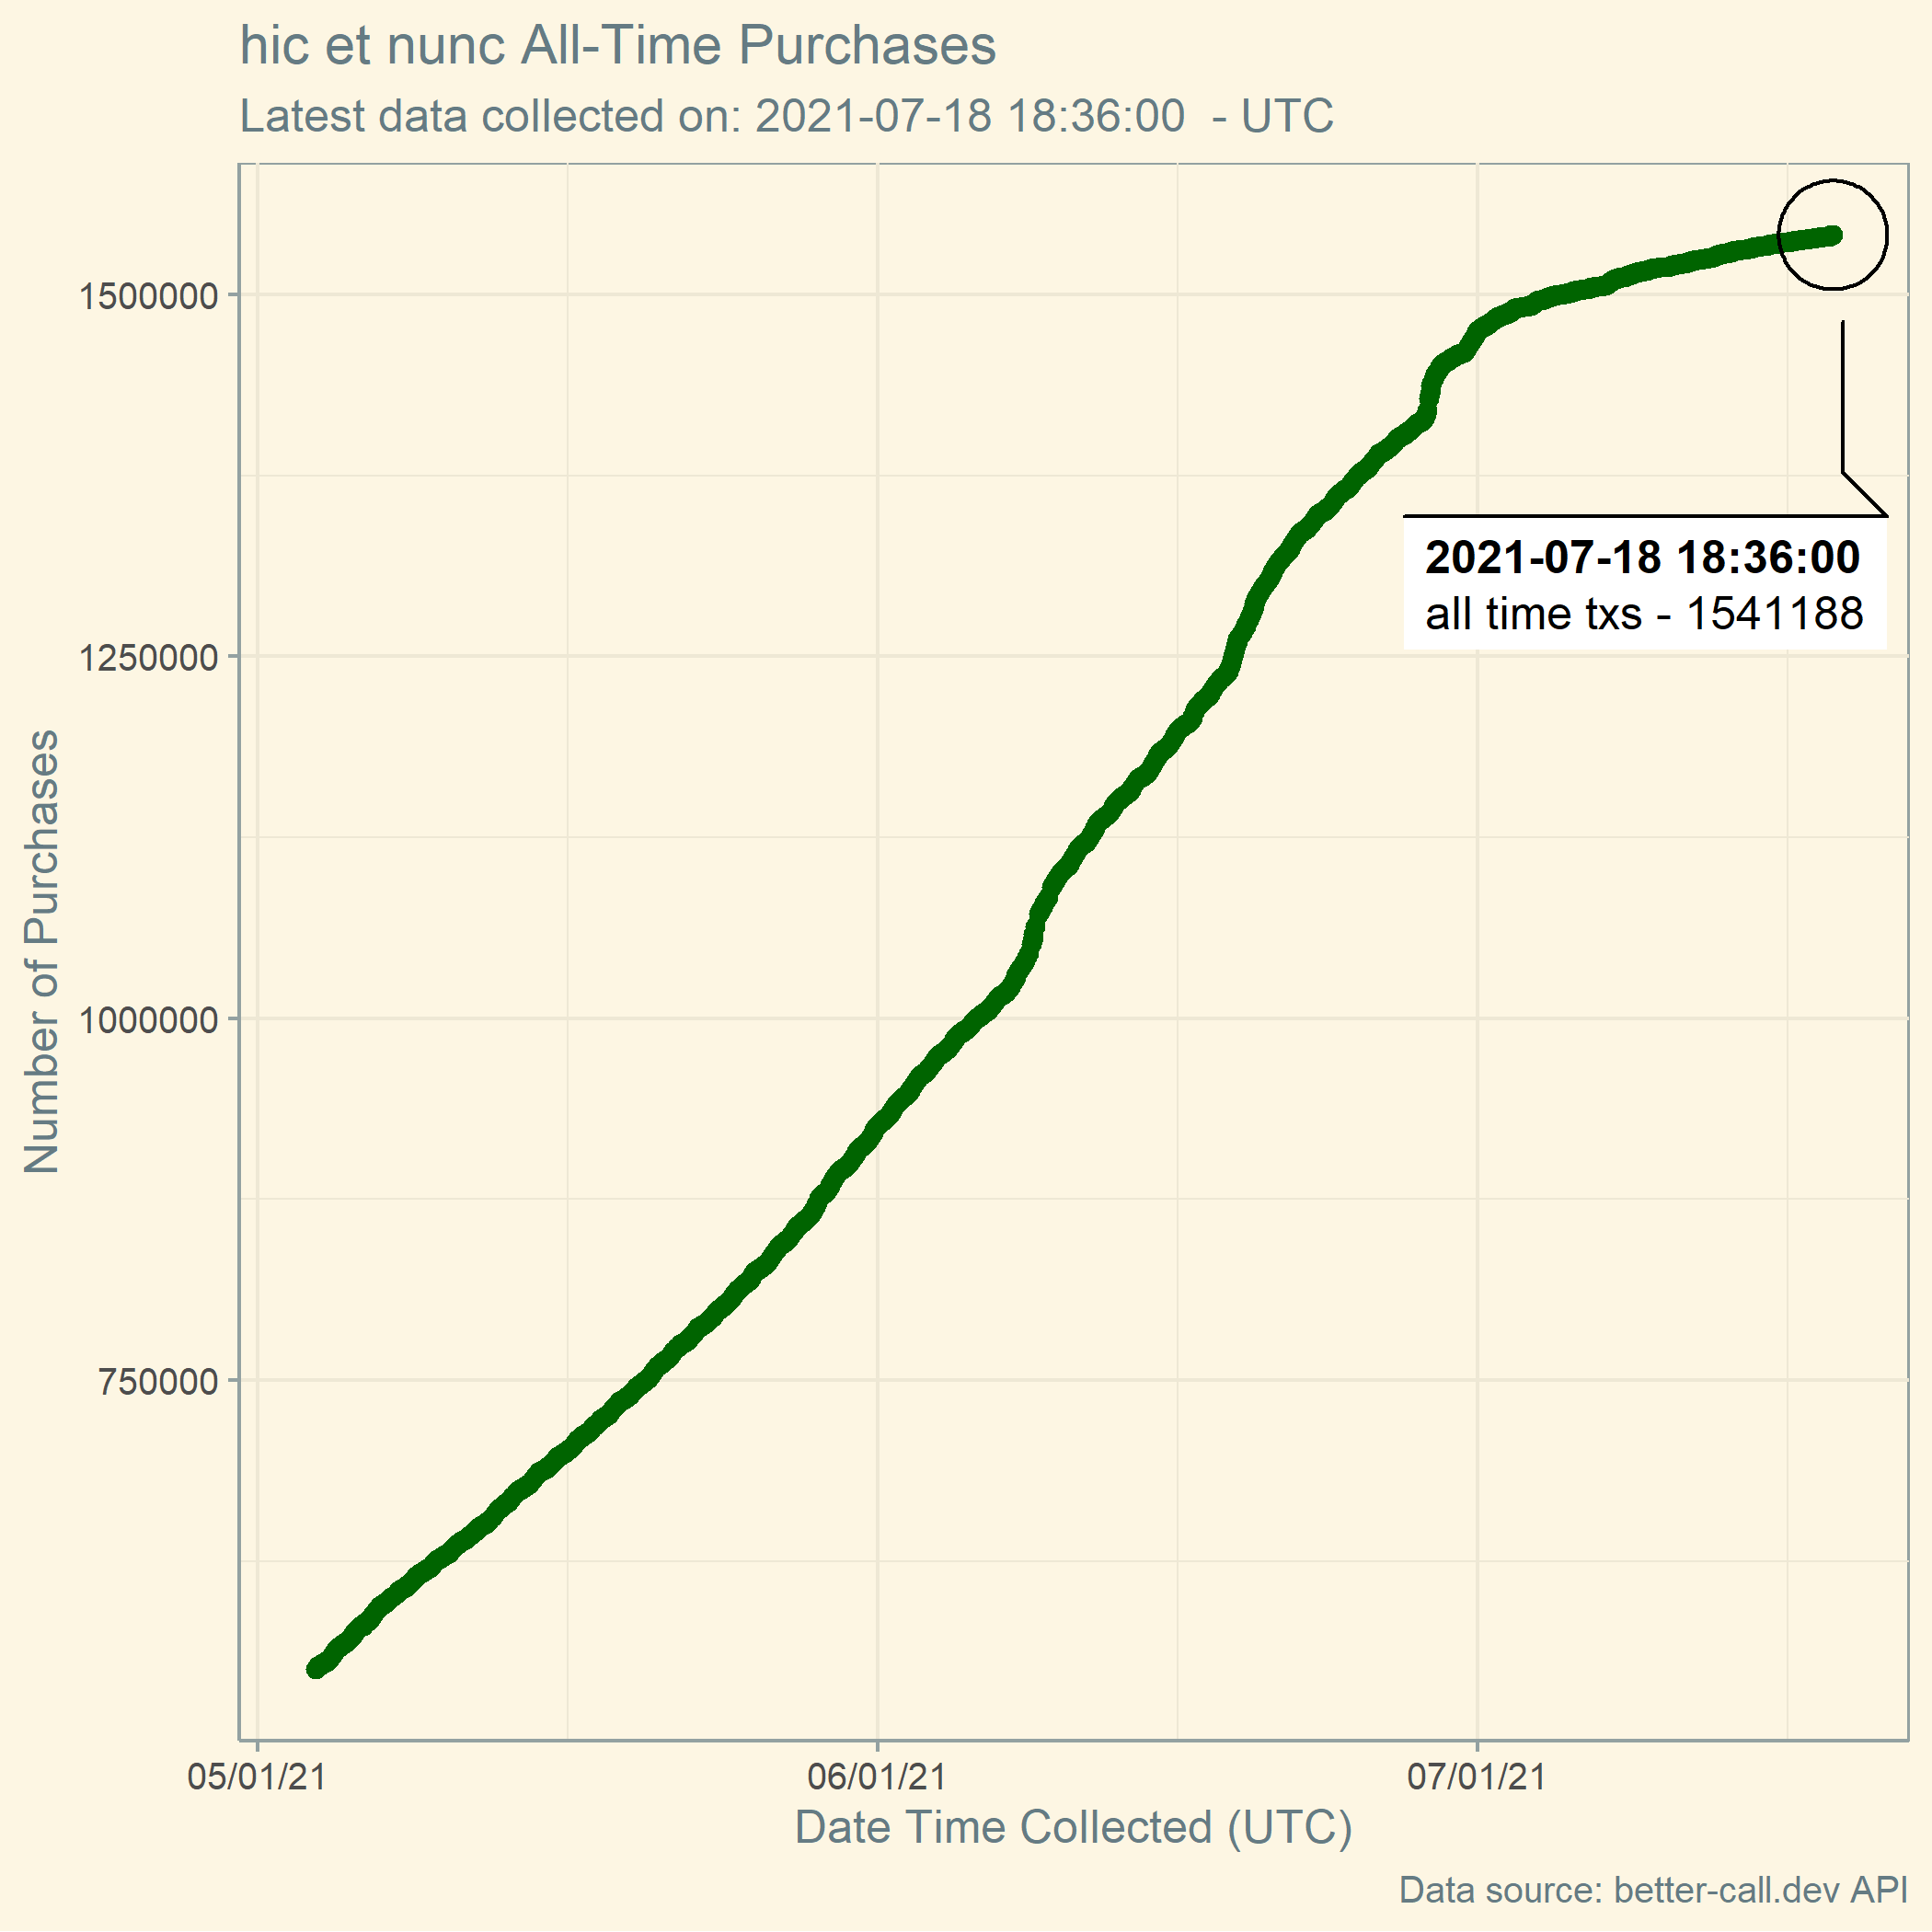 hic et nunc All-Time Purchases
Latest data collected on: 2021-07-18 18:36:00  - UTC
Number of Purchases
1500000
1250000
1000000
750000
2021-07-18 18:36:00
all time txs - 1541188
05/01/21
06/01/21
07/01/21
Date Time Collected (UTC)
Data source: better-call.dev API